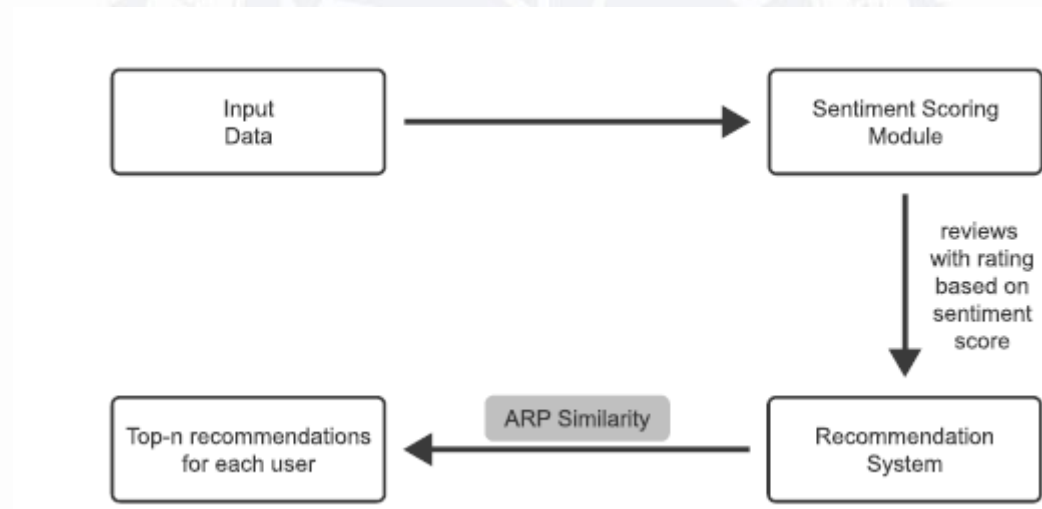 Input
Data
Sentiment Scoring
Module
reviews
with rating
based on
sentiment
score
ARP Similarity
Top-n recommendations
for each user
Recommendation
System